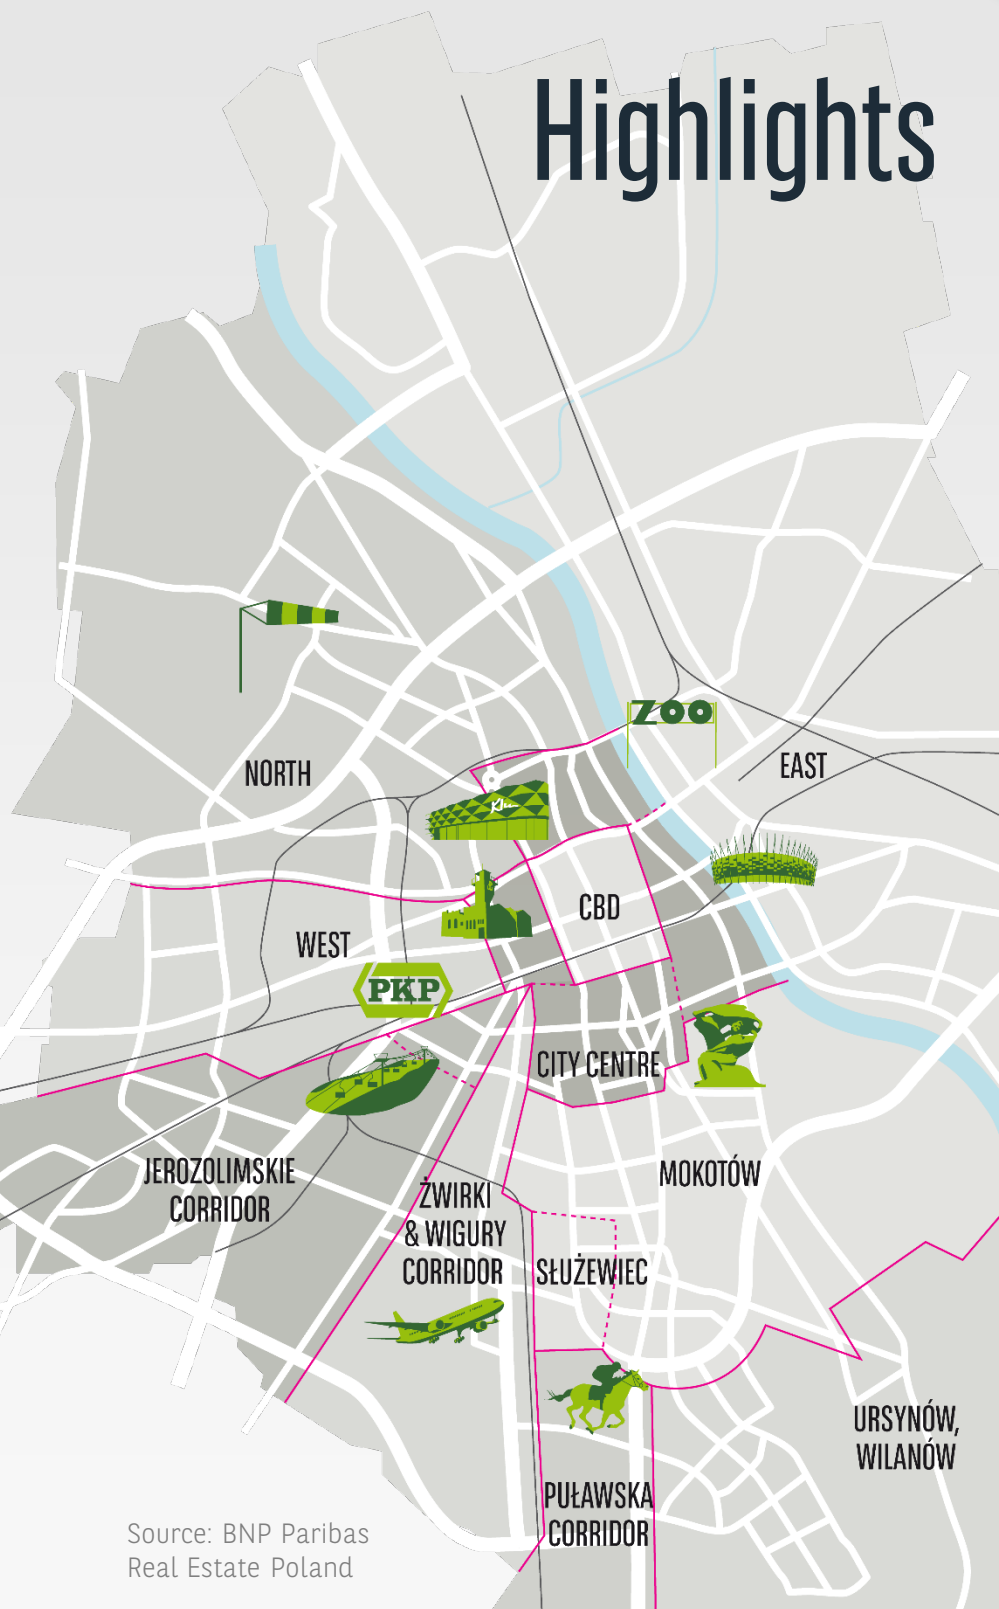 Highlights
ZOO
NORTH
EAST
CBD
WEST
PKP
CITY CENTRE
JEROZOLIMSKIE
CORRIDOR
MOKOTÓW
ŻWIRKI
& WIGURY
CORRIDOR
SŁUŻEWIEC
URSYNÓW,
WILANÓW
PUŁAWSKA
CORRIDOR
Source: BNP Paribas
Real Estate Poland